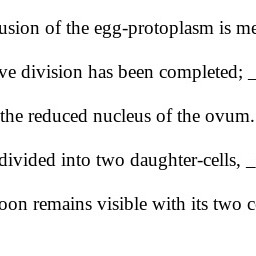 usion of the egg-protoplasm is me
ve division has been completed; _
the reduced nucleus of the ovum.
divided into two daughter-cells, _
oon remains visible with its two c